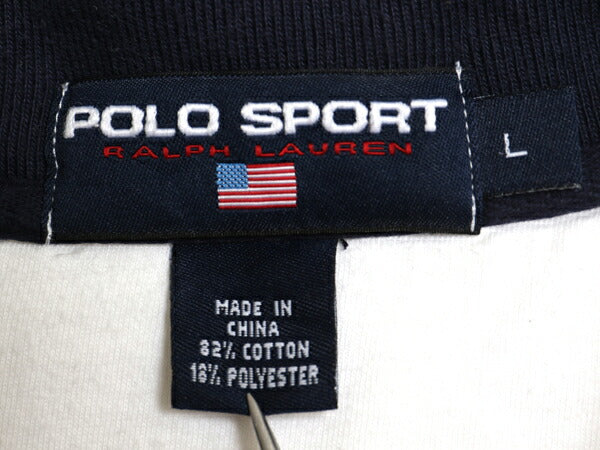 POLO SPORT
RALPH LAUREN
L
MADE IN
CHINA
82% COTTON
18% POLYESTER